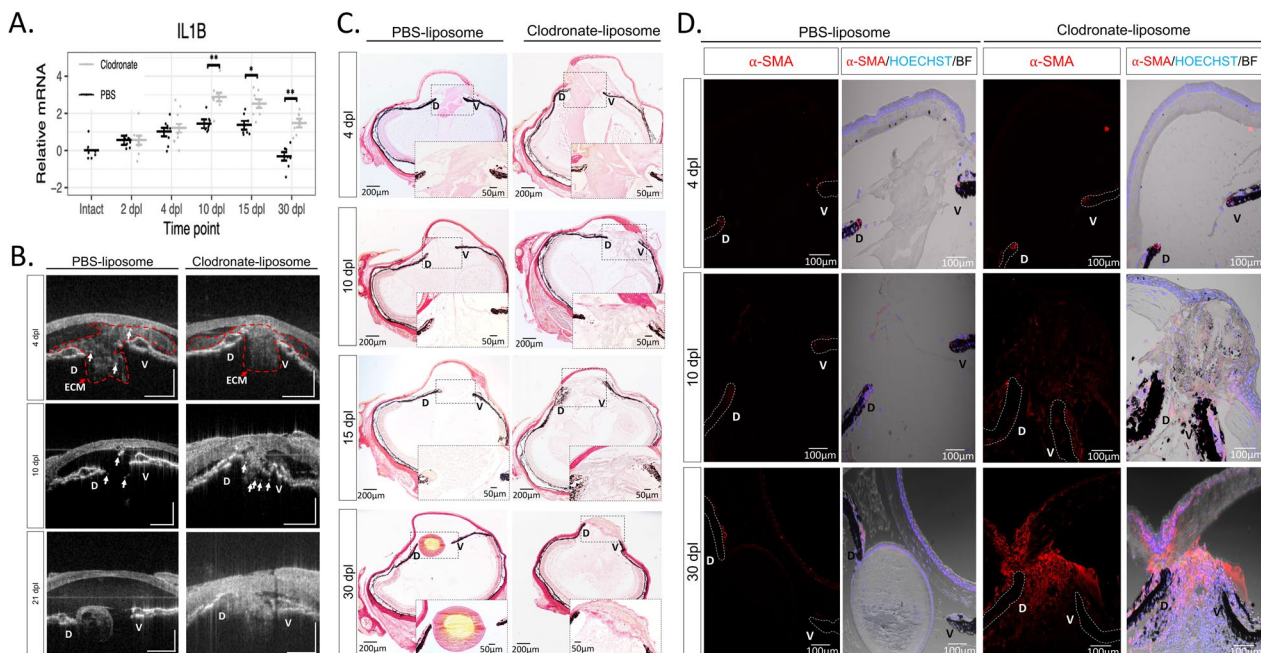 A.
IL1B
Relative mRNA
4
2
0
−2
Clodronate
PBS
**
*
**
Intact 2 dpl 4 dpl 10 dpl 15 dpl 30 dpl
Time point
B.
PBS-liposome Clodronate-liposome
4 dpl
D V
ECM
D V
ECM
10 dpl
D V
D V
21 dpl
D V
D V
C.
PBS-liposome Clodronate-liposome
4 dpl
D V
200μm 50μm
D V
200μm 50μm
10 dpl
D V
200μm 50μm
D V
200μm 50μm
15 dpl
D V
200μm 50μm
D V
200μm 50μm
30 dpl
D V
200μm 50μm
D V
200μm 50μm
D.
PBS-liposome Clodronate-liposome
α-SMA α-SMA/HOECHST/BF α-SMA α-SMA/HOECHST/BF
4 dpl
D V 100μm
D V 100μm
D V 100μm
D V 100μm
10 dpl
D V 100μm
D V 100μm
D V 100μm
D V 100μm
30 dpl
D V 100μm
D V 100μm
D V 100μm
D V 100μm